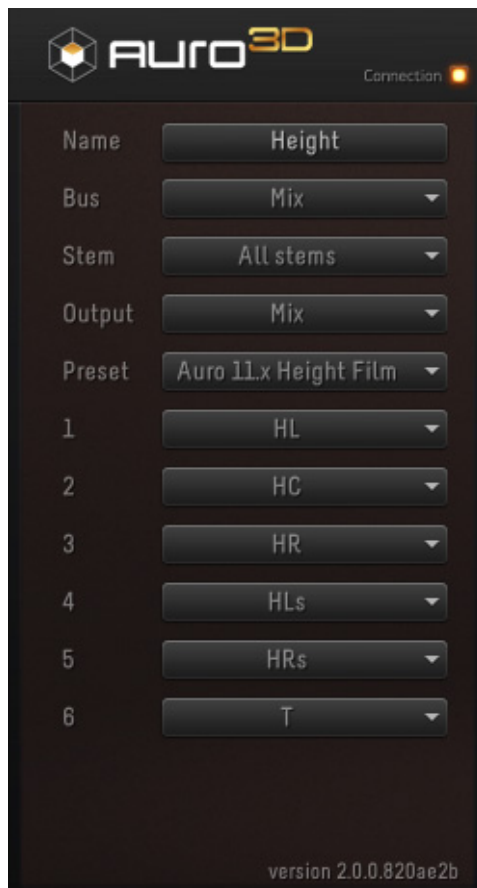 Auro3D
Connection
Name Height
Bus Mix
Stem All stems
Output Mix
Preset Auro 11.x Height Film
1 HL
2 HC
3 HR
4 HLs
5 HRs
6 T
version 2.0.0.820ae2b